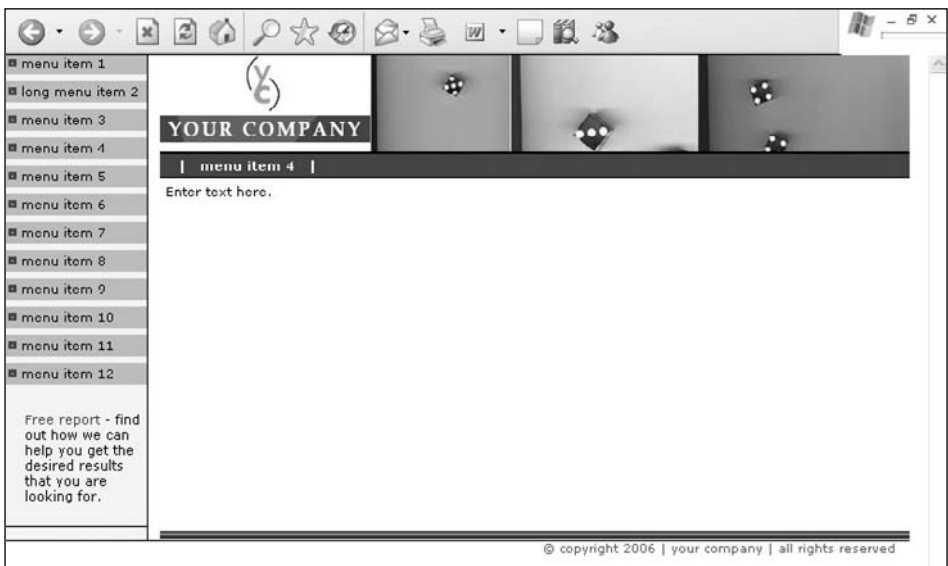 menu item 1
long menu item 2
menu item 3
menu item 4
menu item 5
menu item 6
menu item 7
menu item 8
menu item 9
menu item 10
menu item 11
menu item 12
Free report - find
out how we can
help you get the
desired results
that you are
looking for.
YC
YOUR COMPANY
| menu item 4 |
Enter text here.
© copyright 2006 | your company | all rights reserved